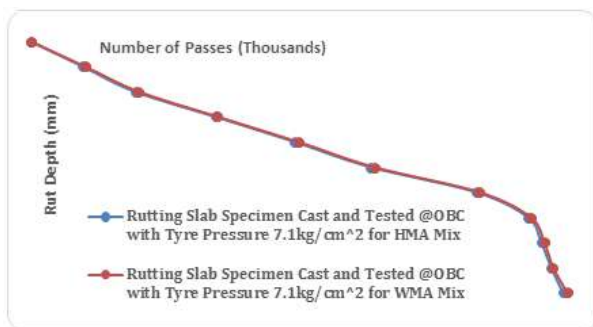 Number of Passes (Thousands)
Rut Depth (mm)
Rutting Slab Specimen Cast and Tested @OBC
with Tyre Pressure 7.1kg/cm^2 for HMA Mix
Rutting Slab Specimen Cast and Tested @OBC
with Tyre Pressure 7.1kg/cm^2 for WMA Mix